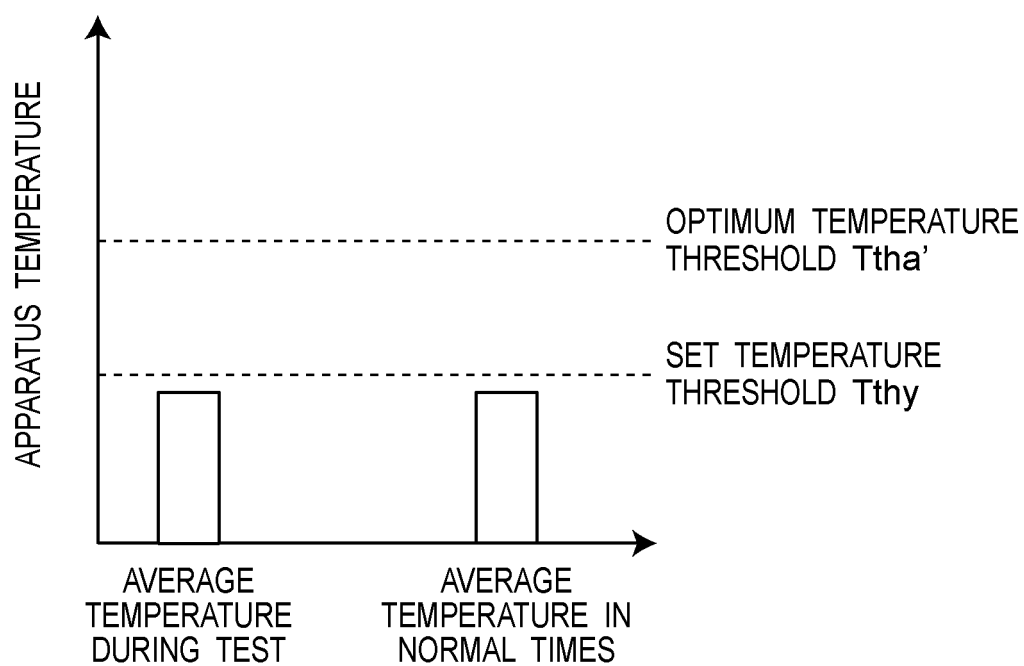 APPARATUS TEMPERATURE
OPTIMUM TEMPERATURE
THRESHOLD Ttha’
SET TEMPERATURE
THRESHOLD Tthy
AVERAGE
TEMPERATURE
DURING TEST
AVERAGE
TEMPERATURE IN
NORMAL TIMES